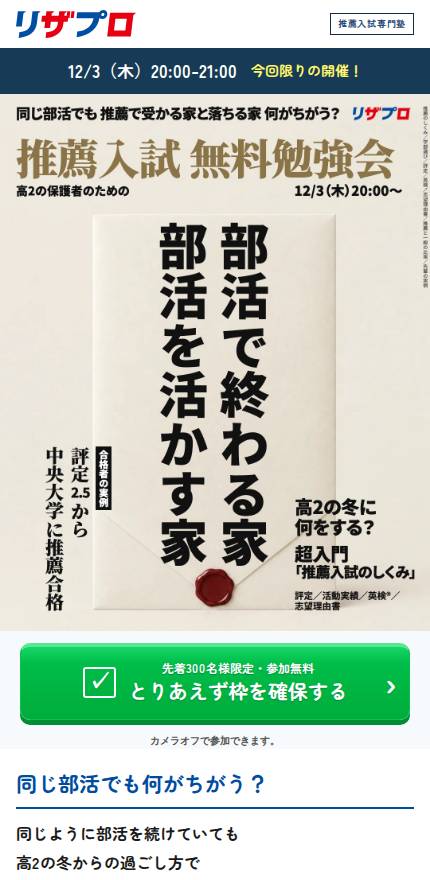 リザプロ
推薦入試専門塾
12/3（木）20:00-21:00 今回限りの開催！
同じ部活でも 推薦で受かる家と落ちる家 何がちがう？
リザプロ
推薦入試 無料勉強会
高2の保護者のための
12/3（木）20:00〜
部活で終わる家
部活を活かす家
合格者の実例
評定2.5から
中央大学に推薦合格
高2の冬に
何をする？
超入門
「推薦入試のしくみ」
評定／活動実績／英検®／
志望理由書
先着300名様限定・参加無料
とりあえず枠を確保する
カメラオフで参加できます。
同じ部活でも何がちがう？
同じように部活を続けていても
高2の冬からの過ごし方で